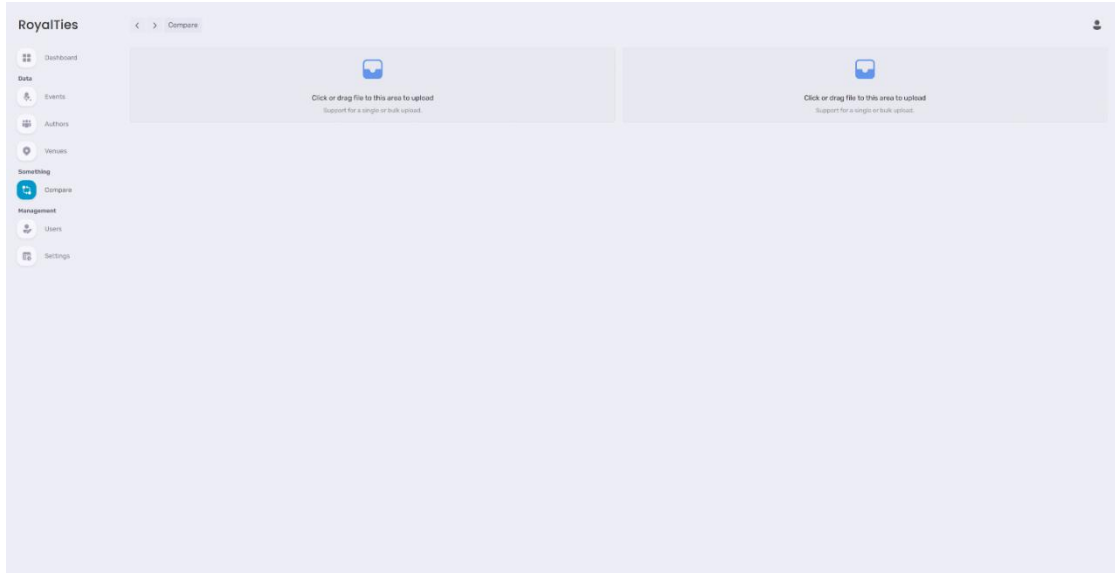 RoyalTies
Compare
Dashboard
Data
Events
Authors
Venues
Something
Compare
Management
Users
Settings
Click or drag file to this area to upload
Support for a single or bulk upload.
Click or drag file to this area to upload
Support for a single or bulk upload.